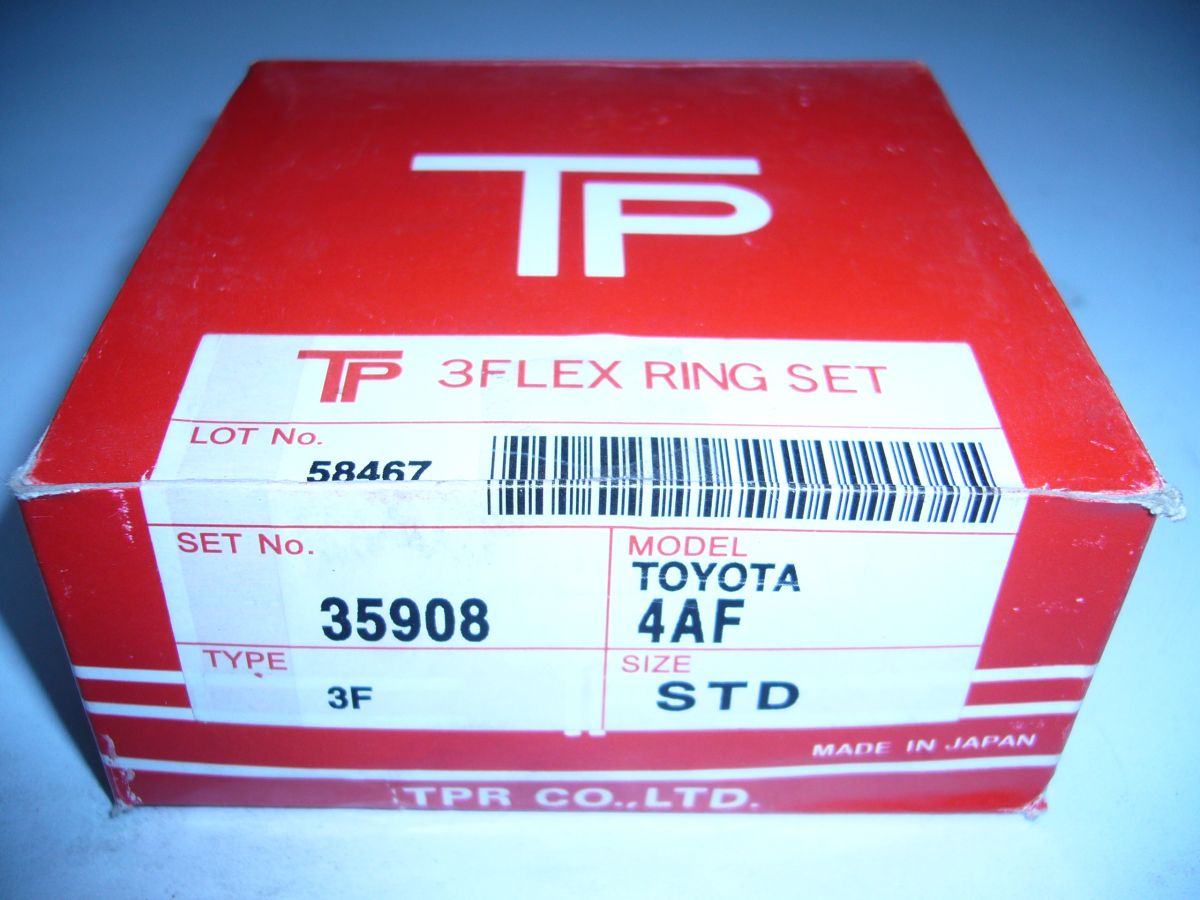 TP
TP 3FLEX RING SET
LOT No.
58467
SET No.
35908
MODEL
TOYOTA
4AF
TYPE
3F
SIZE
STD
MADE IN JAPAN
TPR CO.,LTD.